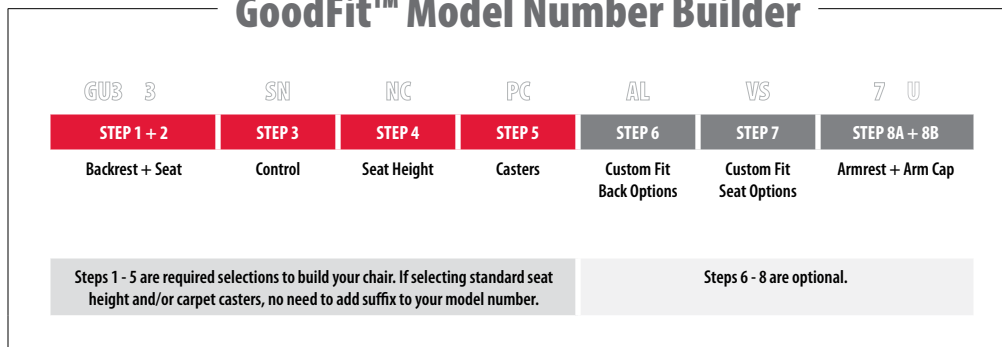 GoodFit™ Model Number Builder
GU3 3 SN NC PC AL VS 7 U
STEP 1 + 2 STEP 3 STEP 4 STEP 5 STEP 6 STEP 7 STEP 8A + 8B
Backrest + Seat Control Seat Height Casters Custom Fit Custom Fit Armrest + Arm Cap
Back Options Seat Options
Steps 1 - 5 are required selections to build your chair. If selecting standard seat
height and/or carpet casters, no need to add suffix to your model number.
Steps 6 - 8 are optional.